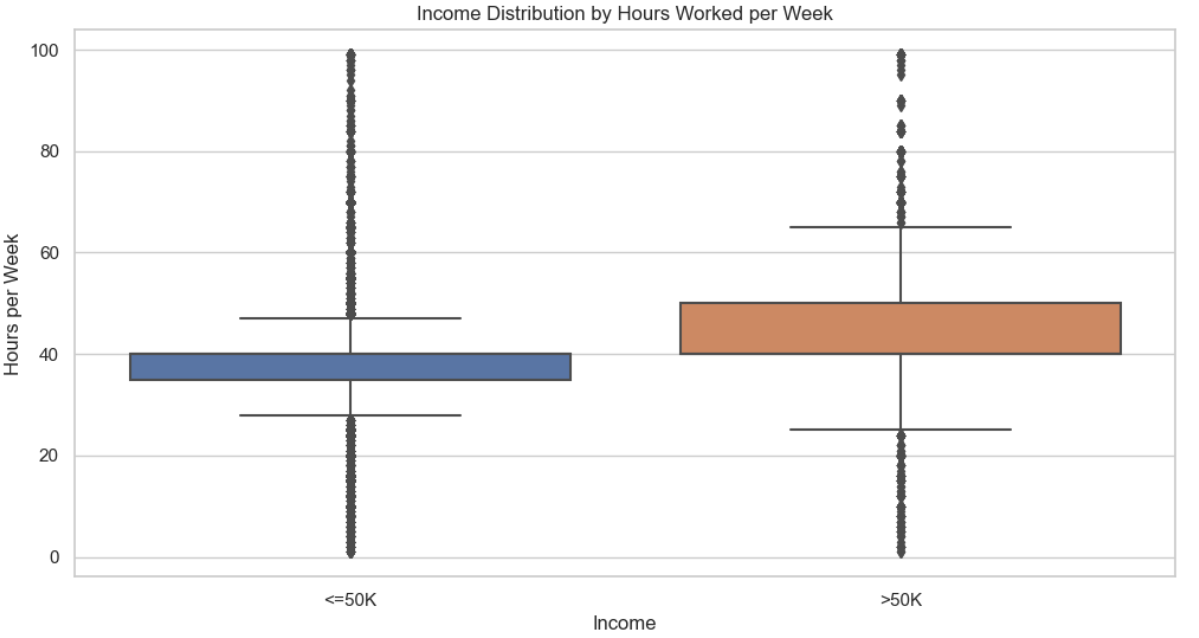 Income Distribution by Hours Worked per Week
100
80
60
40
20
0
Hours per Week
<=50K
>50K
Income